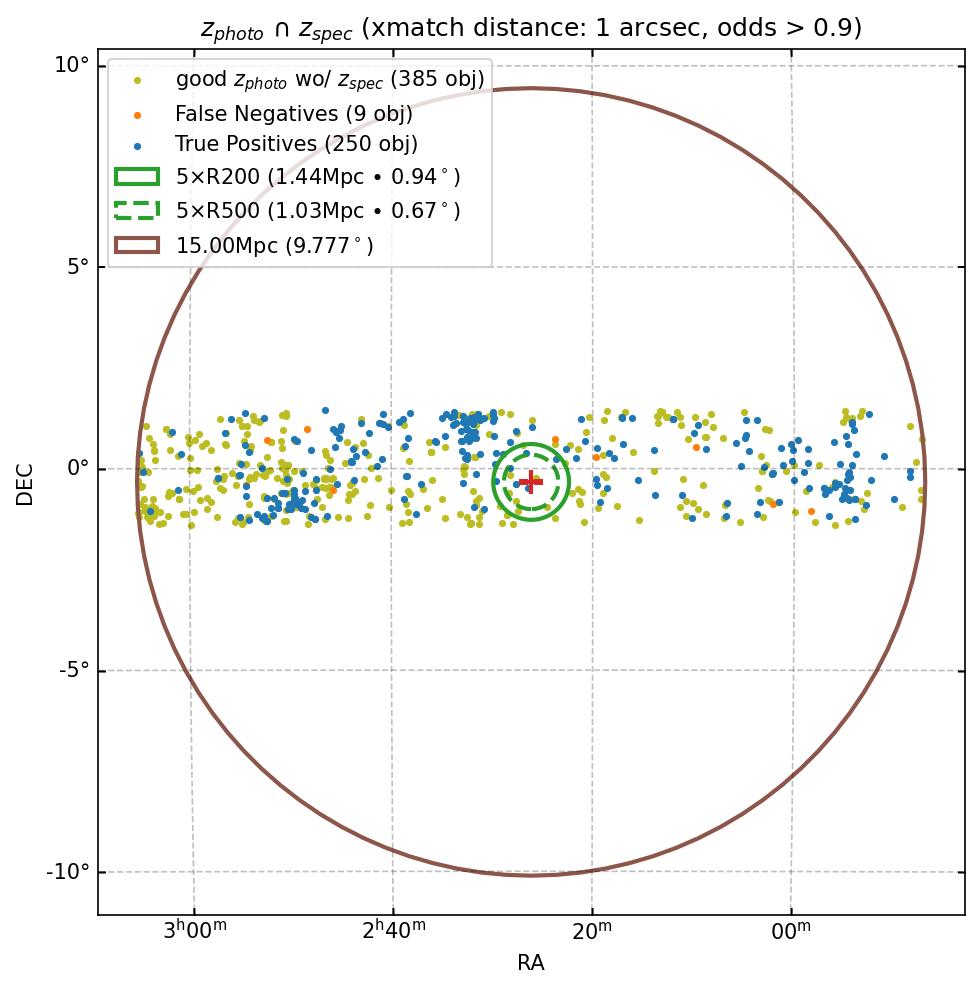 z_photo ∩ z_spec (xmatch distance: 1 arcsec, odds > 0.9)
good z_photo wo/ z_spec (385 obj)
False Negatives (9 obj)
True Positives (250 obj)
5×R200 (1.44Mpc • 0.94°)
5×R500 (1.03Mpc • 0.67°)
15.00Mpc (9.777°)
10°
5°
0°
-5°
-10°
DEC
3ʰ00ᵐ 2ʰ40ᵐ 20ᵐ 00ᵐ
RA